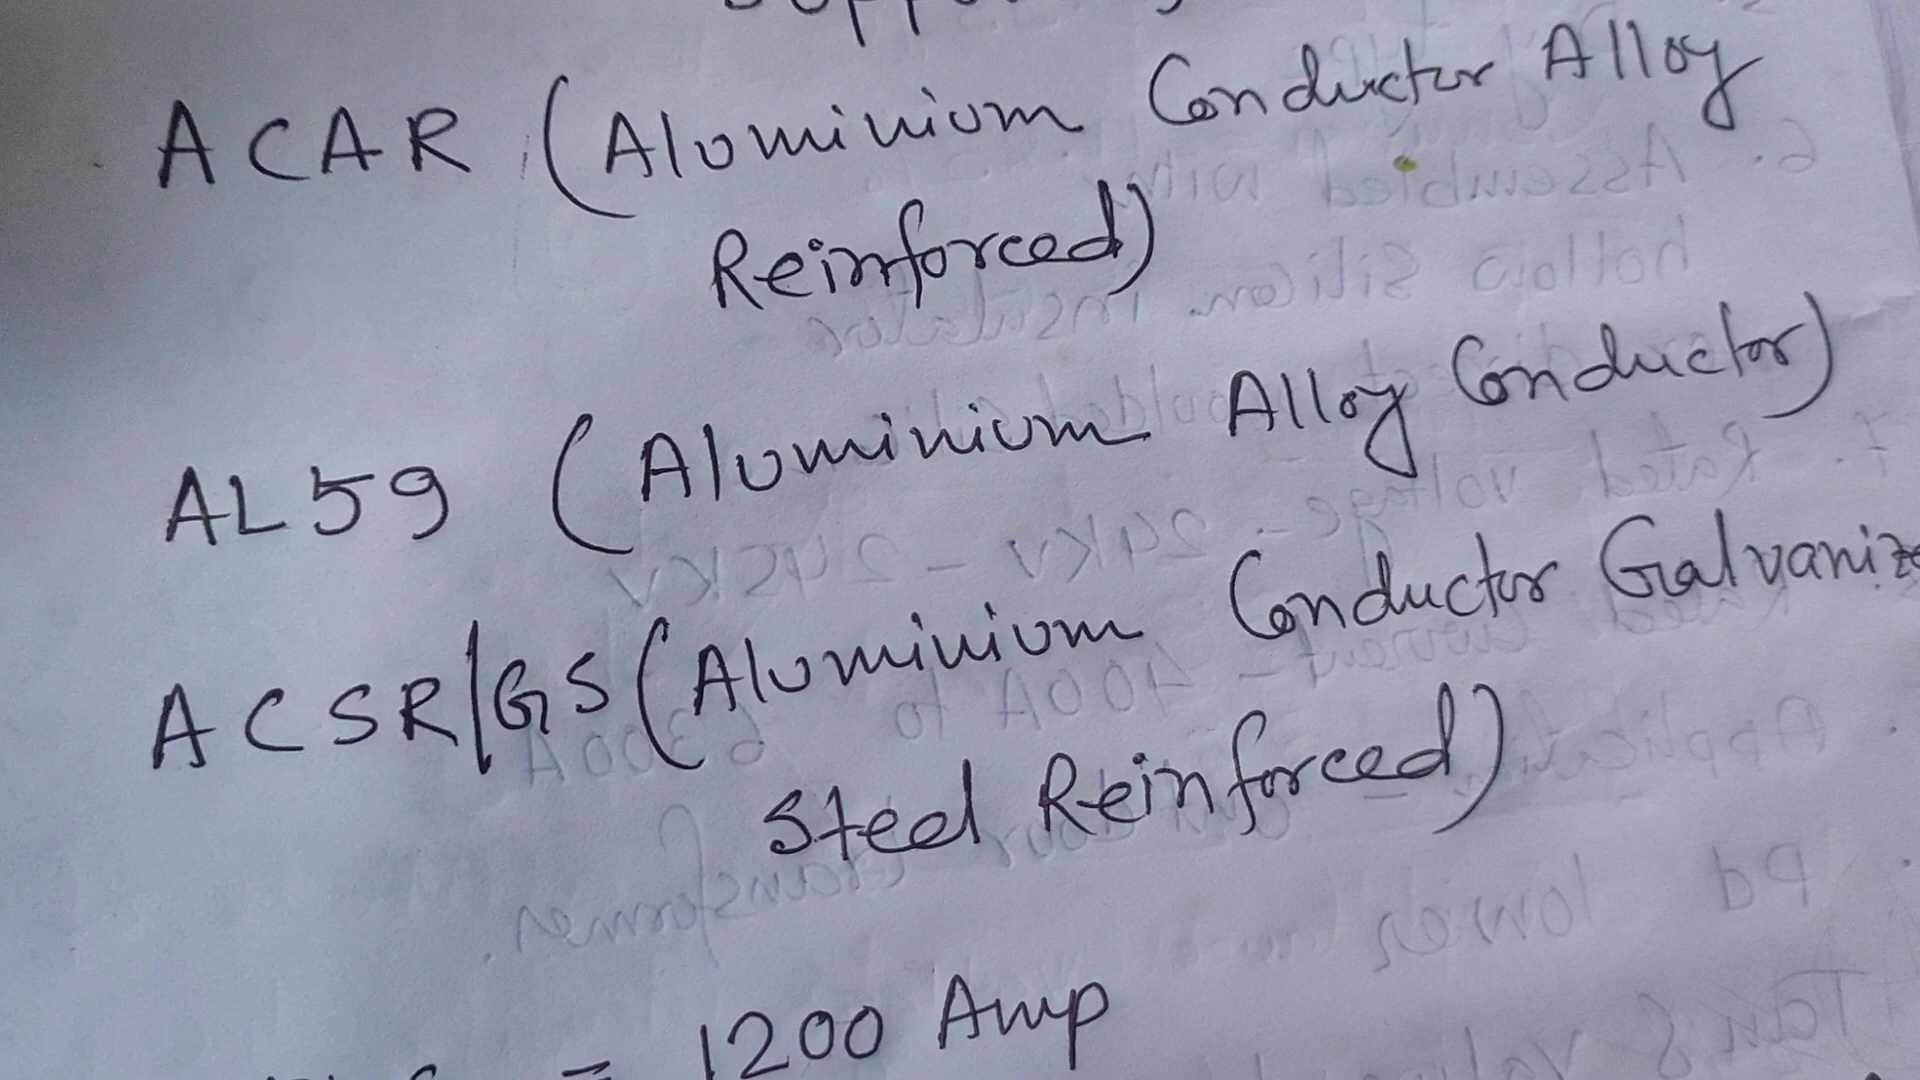 ACAR (Aluminium Conductor Alloy
Reinforced)
AL59 (Aluminium Alloy Conductor)
ACSR/GS (Aluminium Conductor Galvanize
Steel Reinforced)
= 1200 Amp